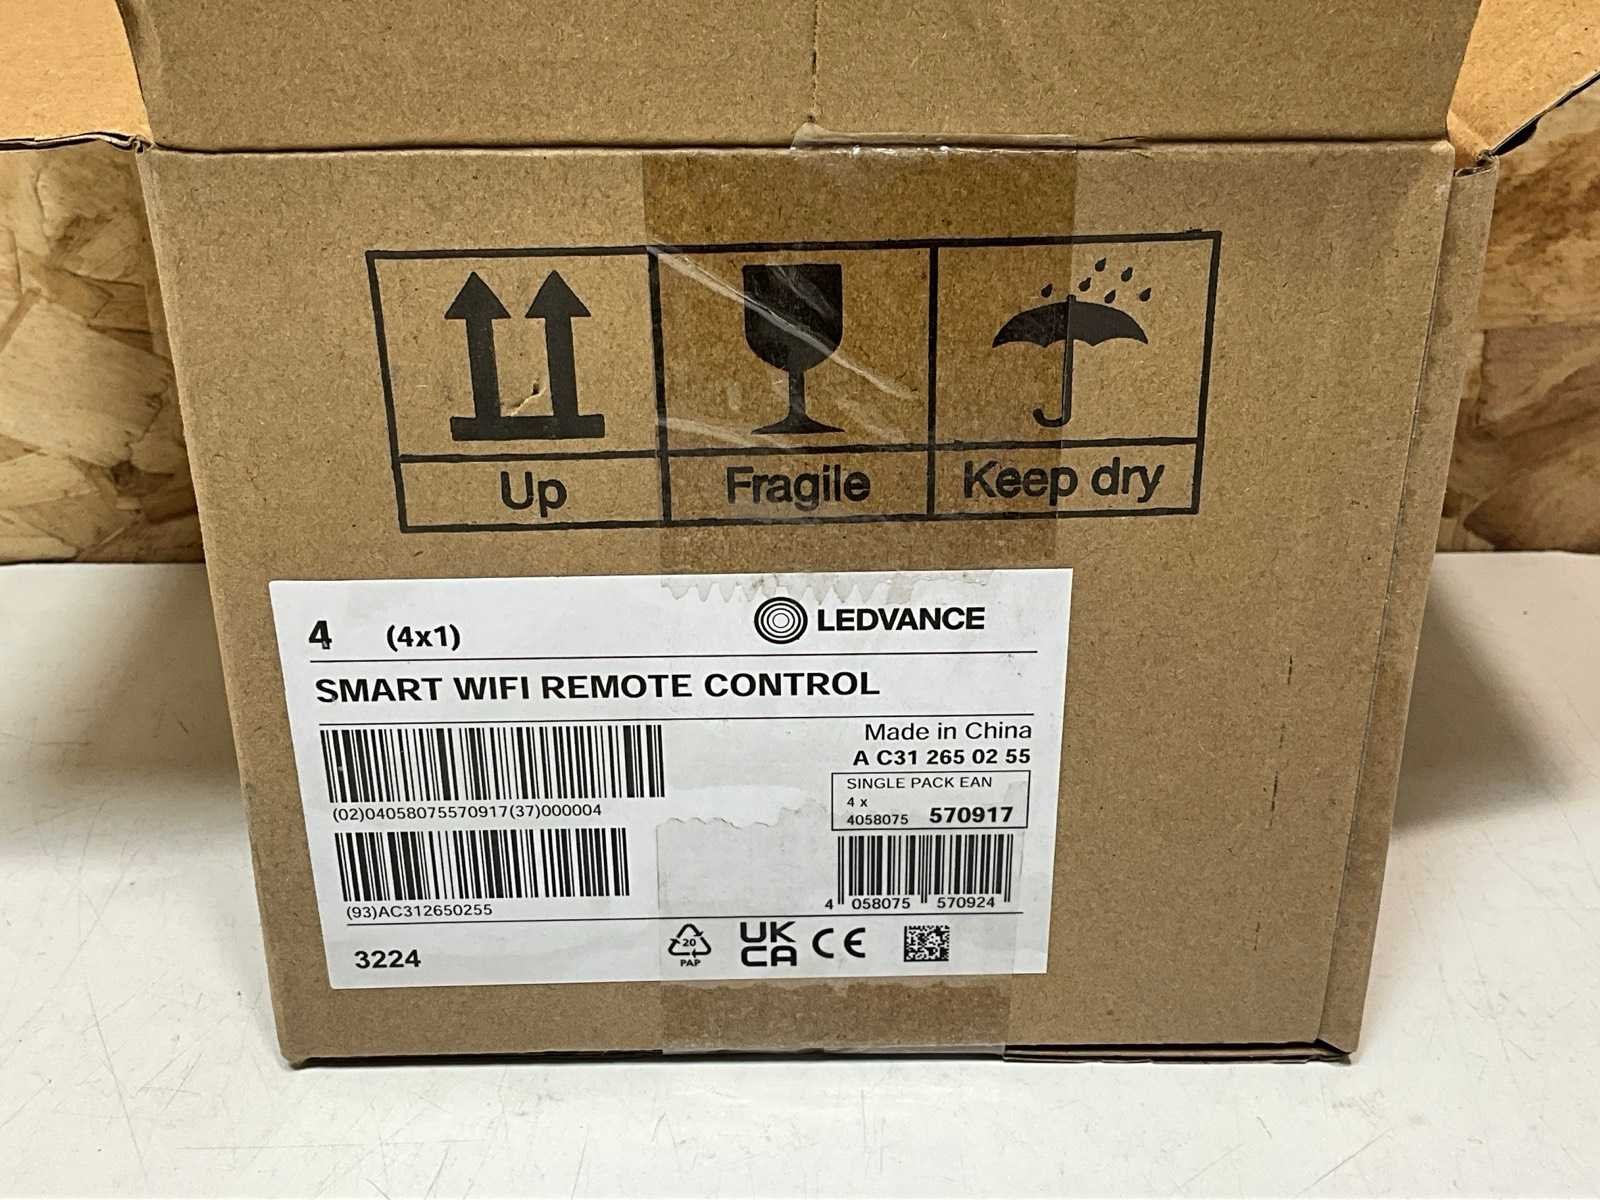 Up
Fragile
Keep dry
4 (4x1)
LEDVANCE
SMART WIFI REMOTE CONTROL
Made in China
A C31 265 02 55
SINGLE PACK EAN
4 x
4058075 570917
(02)04058075570917(37)000004
(93)AC312650255
4 058075 570924
3224
20
PAP
UK
CA
CE